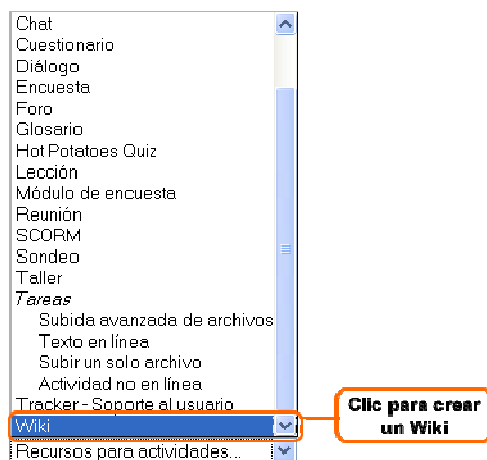 Chat
Cuestionario
Diálogo
Encuesta
Foro
Glosario
Hot Potatoes Quiz
Lección
Módulo de encuesta
Reunión
SCORM
Sondeo
Taller
Tareas
Subida avanzada de archivos
Texto en línea
Subir un solo archivo
Actividad no en línea
Tracker - Soporte al usuario
Wiki
Recursos para actividades...
Clic para crear
un Wiki